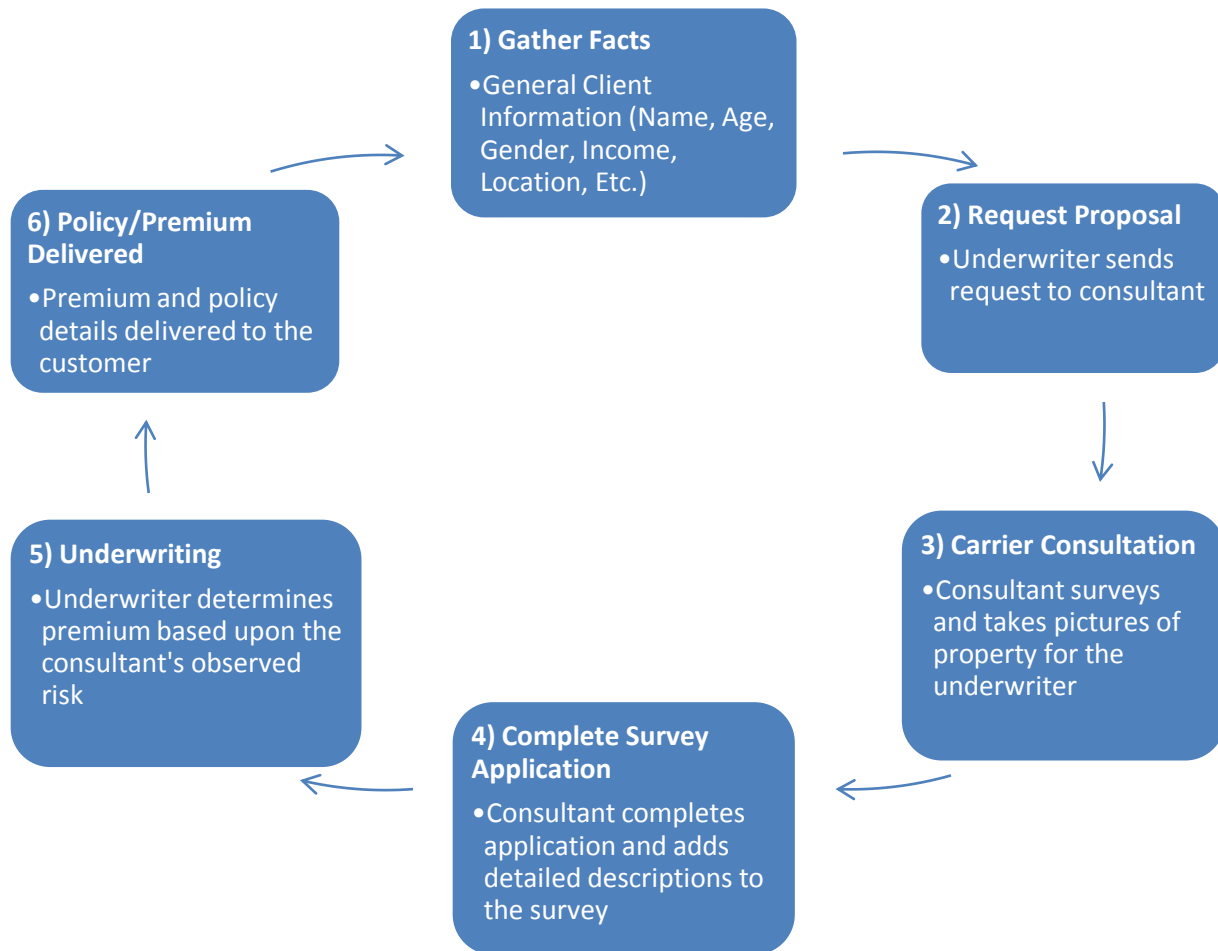 1) Gather Facts
•General Client
Information (Name, Age,
Gender, Income,
Location, Etc.)
2) Request Proposal
•Underwriter sends
request to consultant
3) Carrier Consultation
•Consultant surveys
and takes pictures of
property for the
underwriter
4) Complete Survey
Application
•Consultant completes
application and adds
detailed descriptions to
the survey
5) Underwriting
•Underwriter determines
premium based upon the
consultant's observed
risk
6) Policy/Premium
Delivered
•Premium and policy
details delivered to the
customer